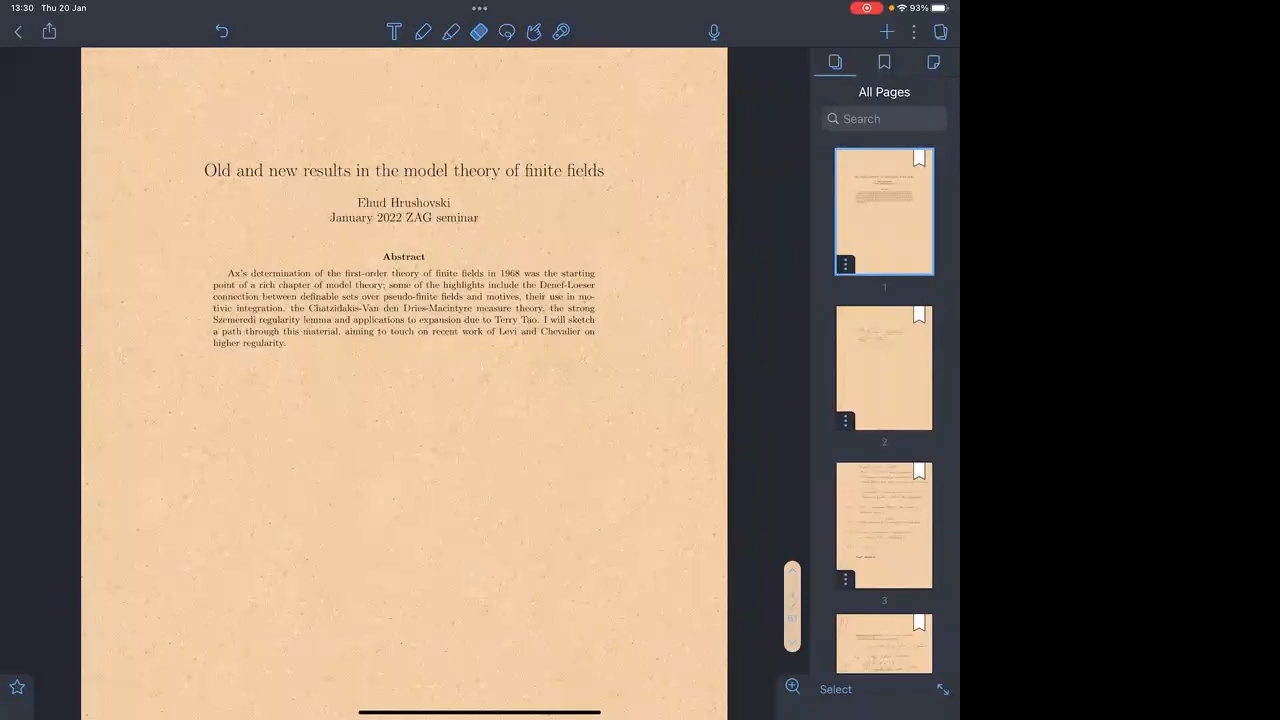 13:30 Thu 20 Jan
93%
All Pages
Search
Old and new results in the model theory of finite fields
Ehud Hrushovski
January 2022 ZAG seminar
Abstract
Ax's determination of the first-order theory of finite fields in 1968 was the starting
point of a rich chapter of model theory; some of the highlights include the Denef-Loeser
connection between definable sets over pseudo-finite fields and motives, their use in mo-
tivic integration, the Chatzidakis-Van den Dries-Macintyre measure theory, the strong
Szemeredi regularity lemma and applications to expansion due to Terry Tao. I will sketch
a path through this material, aiming to touch on recent work of Levi and Chevalier on
higher regularity.
1
2
3
Select